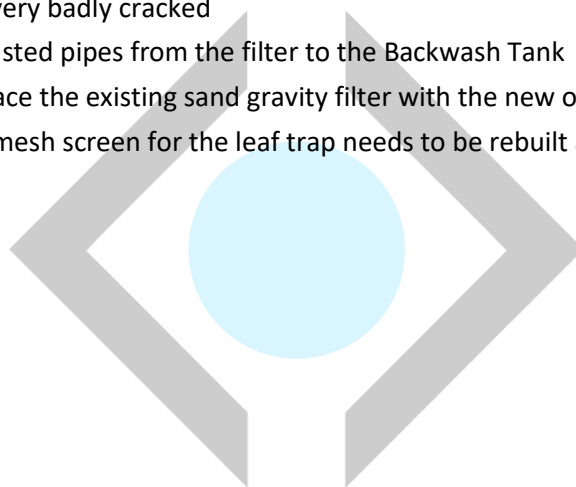 very badly cracked
sted pipes from the filter to the Backwash Tank
ace the existing sand gravity filter with the new o
mesh screen for the leaf trap needs to be rebuilt